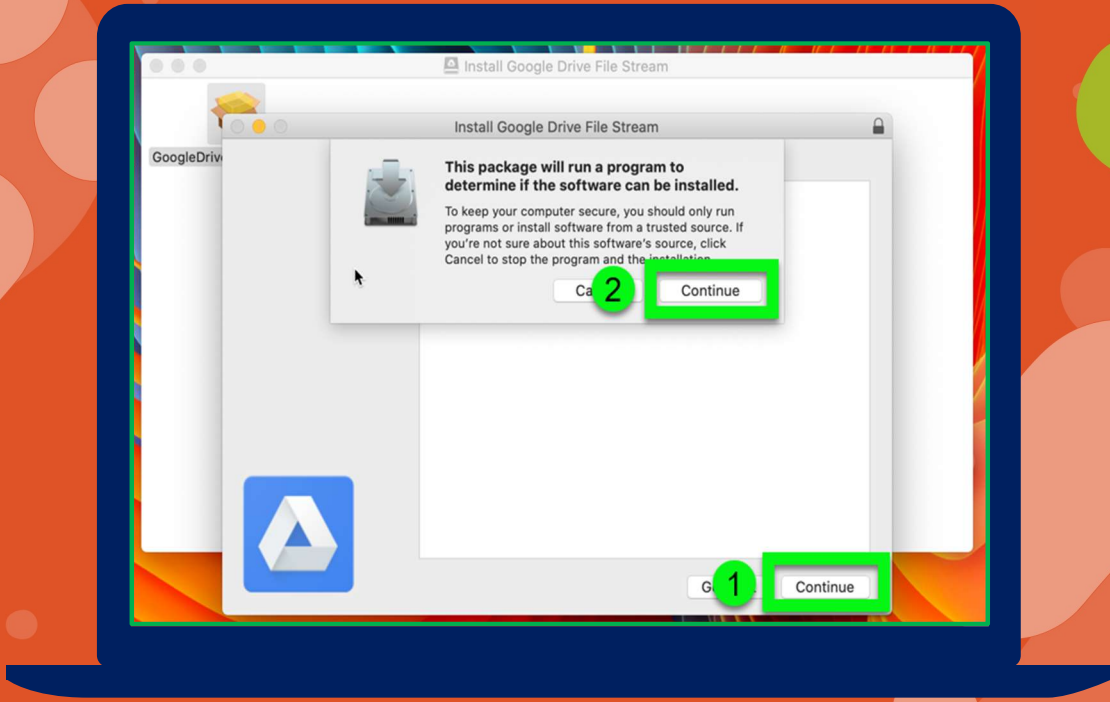 Install Google Drive File Stream
GoogleDriv
Install Google Drive File Stream
This package will run a program to
determine if the software can be installed.
To keep your computer secure, you should only run
programs or install software from a trusted source. If
you're not sure about this software's source, click
Cancel to stop the program and the installation.
Ca
2
Continue
G
1
Continue